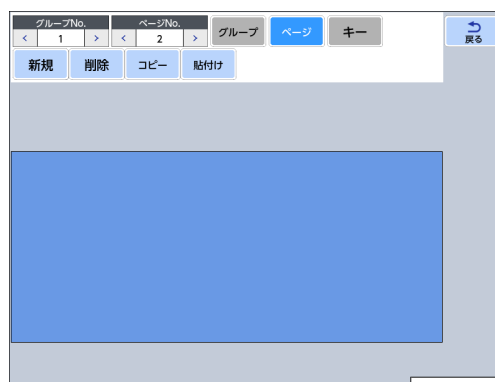 グループNo. ページNo.
< 1 > < 2 > グループ ページ キー 戻る
新規 削除 コピー 貼付け